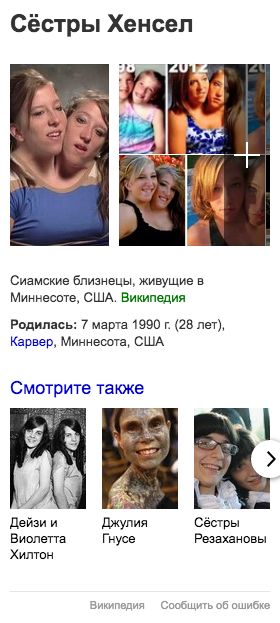 Сёстры Хенсел
98
2012
Сиамские близнецы, живущие в
Миннесоте, США. Википедия
Родилась: 7 марта 1990 г. (28 лет),
Карвер, Миннесота, США
Смотрите также
Дейзи и
Виолетта
Хилтон
Джулия
Гнусе
Сёстры
Резахановы
Википедия Сообщить об ошибке